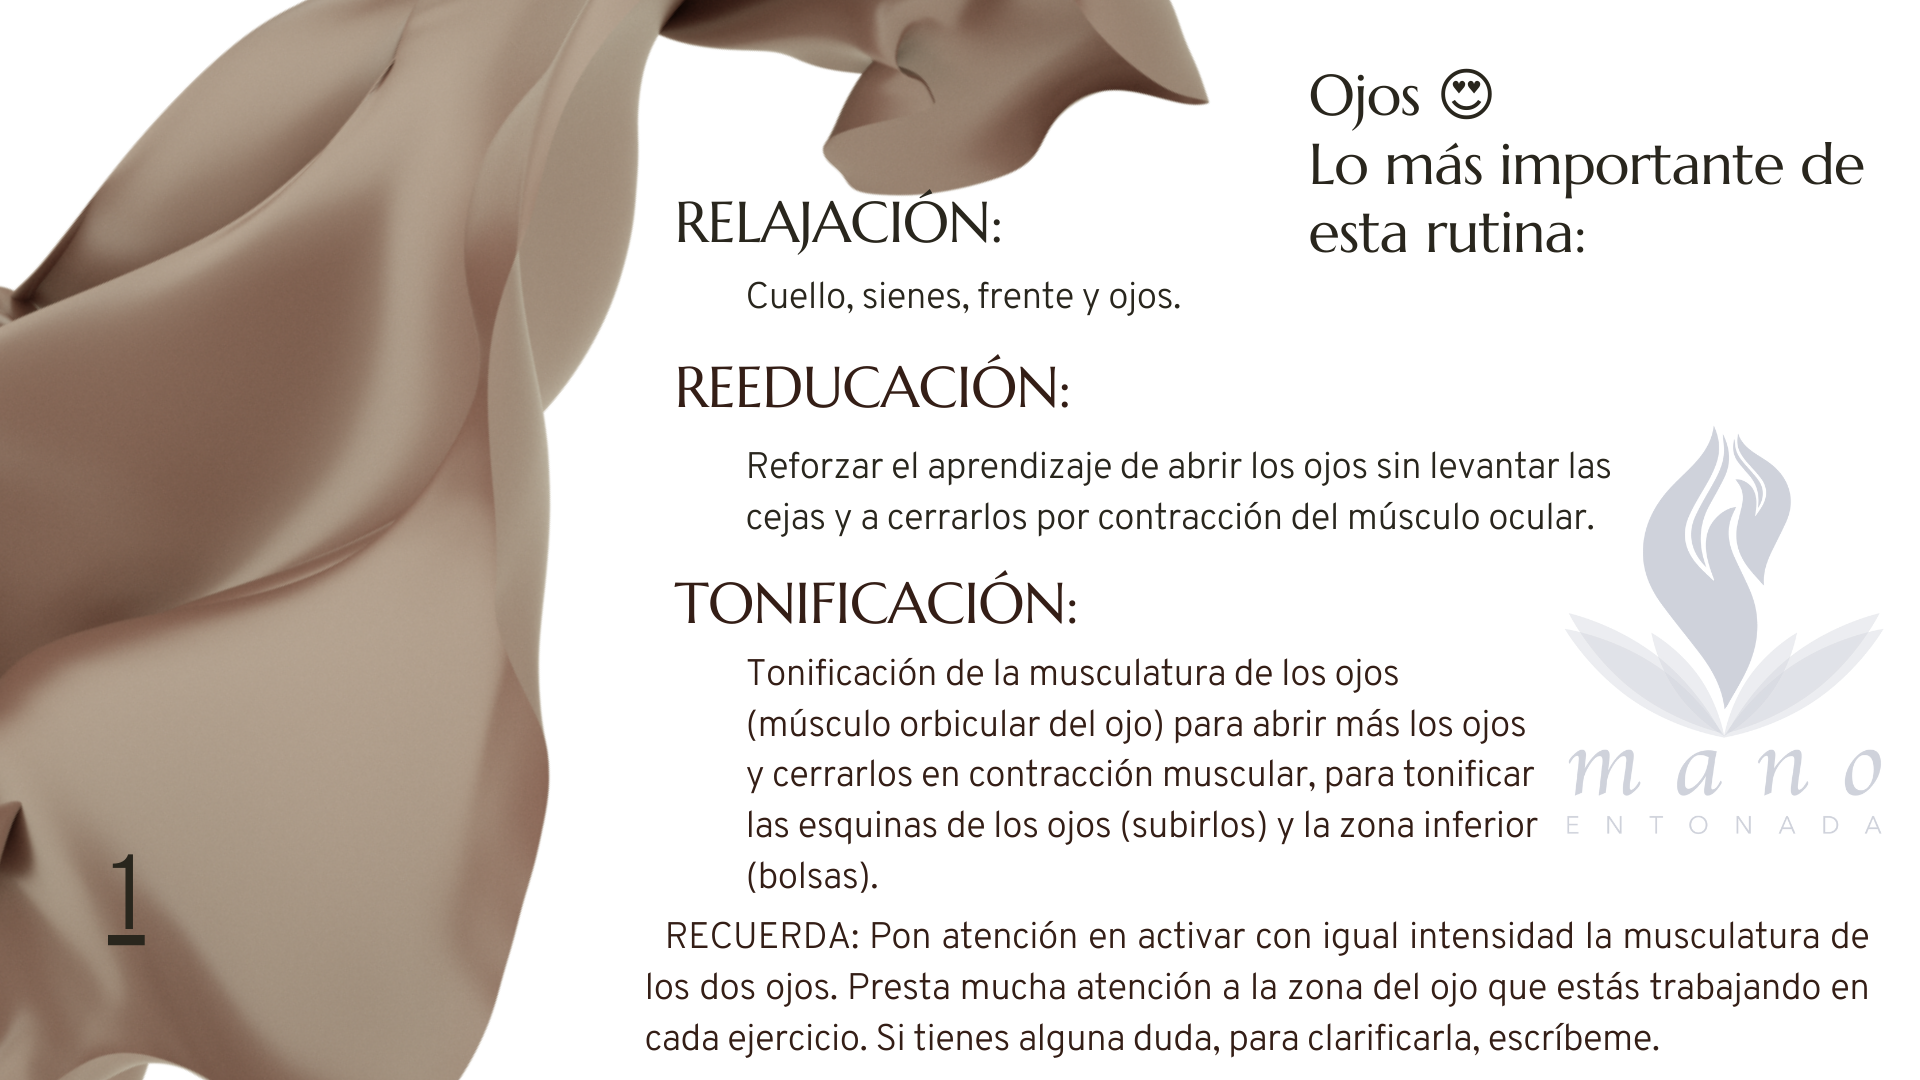 Ojos 😍
Lo más importante de
esta rutina:
RELAJACIÓN:
Cuello, sienes, frente y ojos.
REEDUCACIÓN:
Reforzar el aprendizaje de abrir los ojos sin levantar las
cejas y a cerrarlos por contracción del músculo ocular.
TONIFICACIÓN:
Tonificación de la musculatura de los ojos
(músculo orbicular del ojo) para abrir más los ojos
y cerrarlos en contracción muscular, para tonificar
las esquinas de los ojos (subirlos) y la zona inferior
(bolsas).
RECUERDA: Pon atención en activar con igual intensidad la musculatura de
los dos ojos. Presta mucha atención a la zona del ojo que estás trabajando en
cada ejercicio. Si tienes alguna duda, para clarificarla, escríbeme.
mano
ENTONADA
1